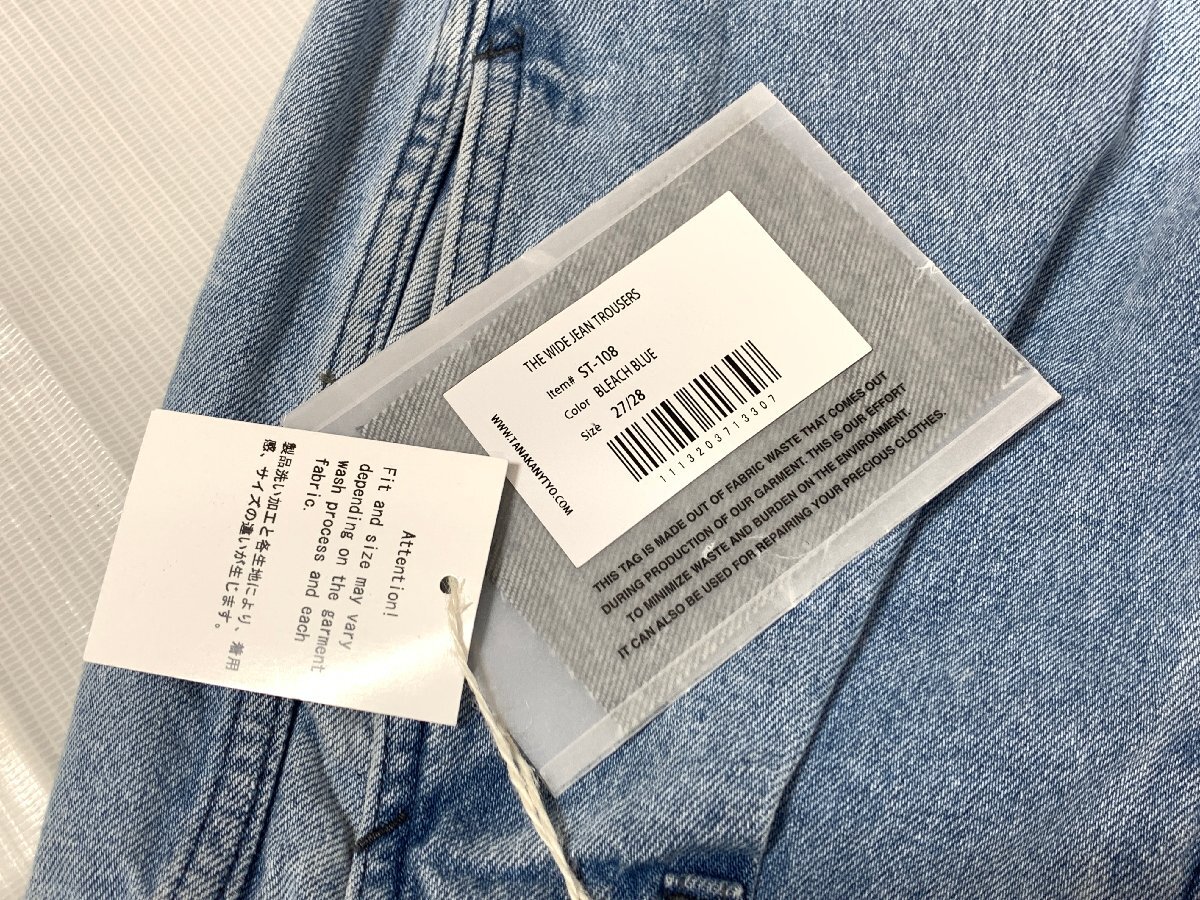 THE WIDE JEAN TROUSERS
Item# ST-108
Color BLEACH BLUE
Size 27/28
1113203713307
WWW.TANAKANYTYO.COM
THIS TAG IS MADE OUT OF FABRIC WASTE THAT COMES OUT
DURING PRODUCTION OF OUR GARMENT. THIS IS OUR EFFORT
TO MINIMIZE WASTE AND BURDEN ON THE ENVIRONMENT.
IT CAN ALSO BE USED FOR REPAIRING YOUR PRECIOUS CLOTHES.
Attention!
Fit and size may vary
depending on the garment
wash process and each
fabric.
製品洗い加工と各生地により、着用
感、サイズの違いが生じます。